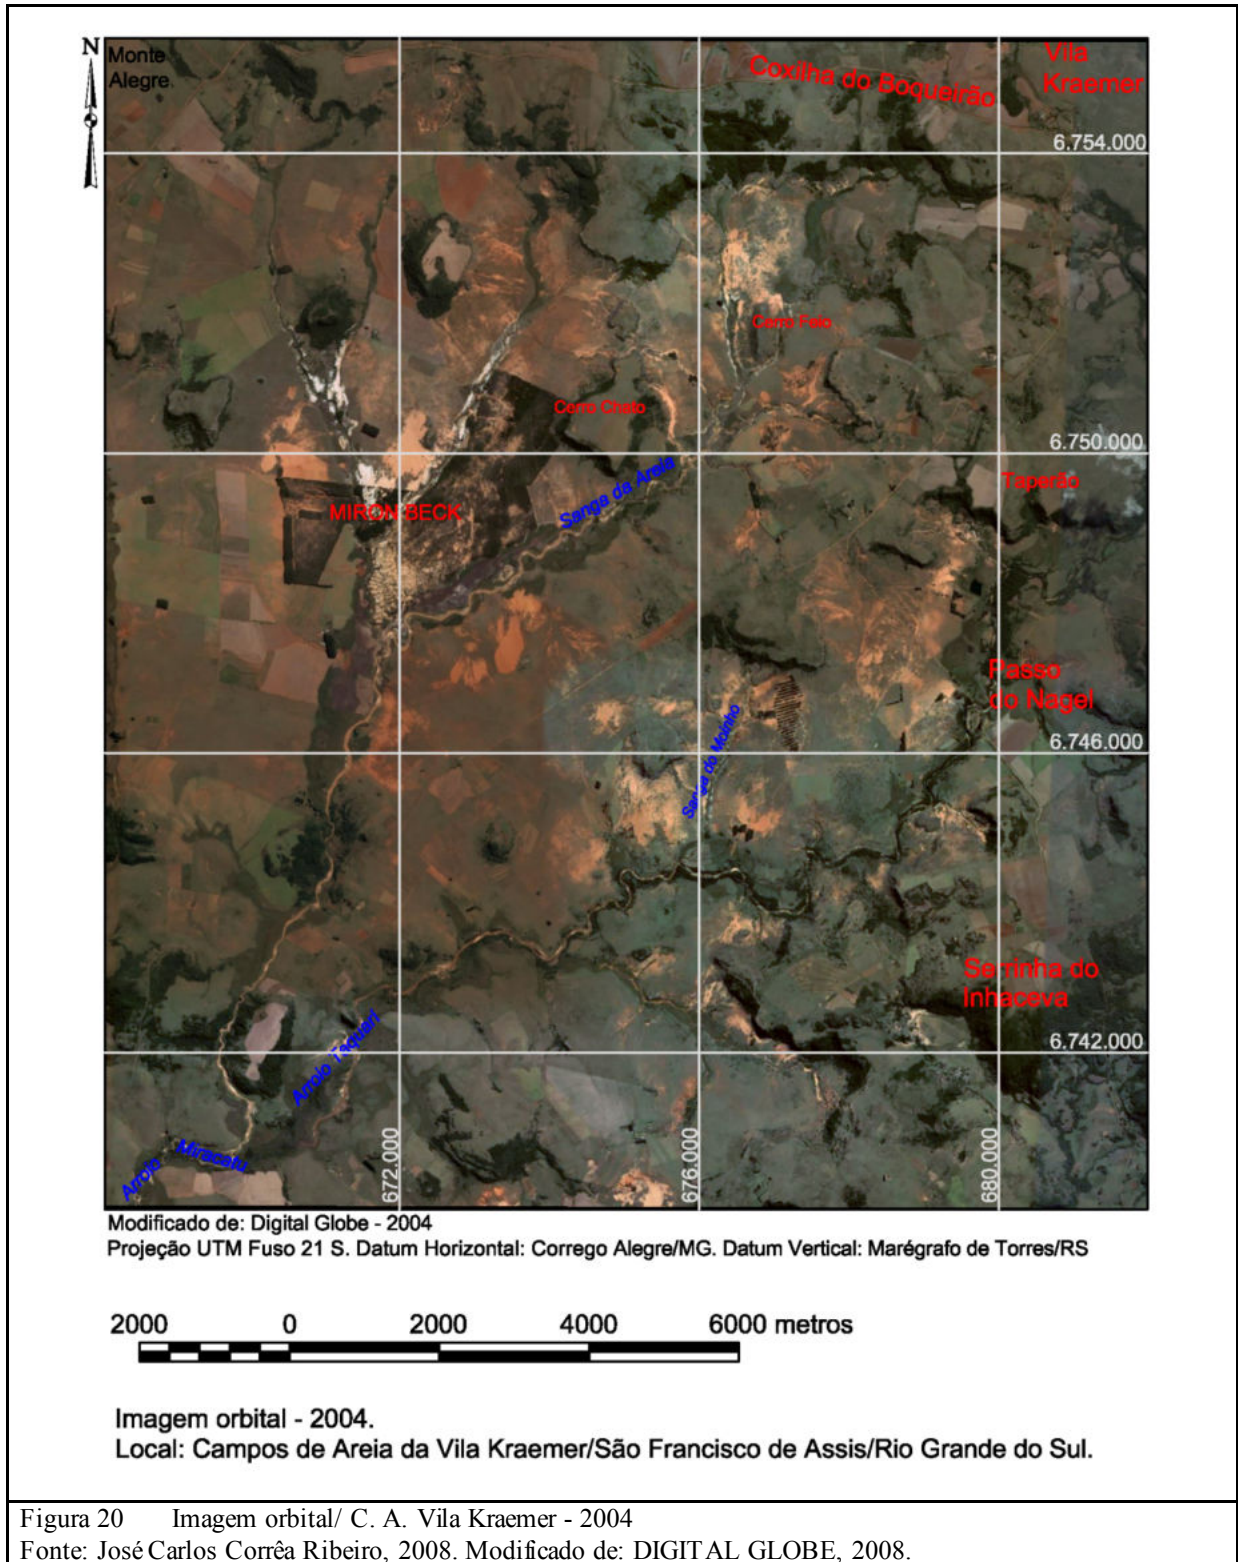 N
Monte
Alegre
Coxilha do Boqueirão
Vila
Kraemer
6.754.000
Cerro Feio
Cerro Chato
6.750.000
Sanga da Areia
Taperão
MIRON BECK
Passo
do Nagel
Sanga do Moinho
6.746.000
Serrinha do
Inhaceva
6.742.000
Arroio Taquari
Arroio Miracatu
672.000
676.000
680.000
Modificado de: Digital Globe - 2004
Projeção UTM Fuso 21 S. Datum Horizontal: Corrego Alegre/MG. Datum Vertical: Marégrafo de Torres/RS
2000 0 2000 4000 6000 metros
Imagem orbital - 2004.
Local: Campos de Areia da Vila Kraemer/São Francisco de Assis/Rio Grande do Sul.
Figura 20 Imagem orbital/ C. A. Vila Kraemer - 2004
Fonte: José Carlos Corrêa Ribeiro, 2008. Modificado de: DIGITAL GLOBE, 2008.